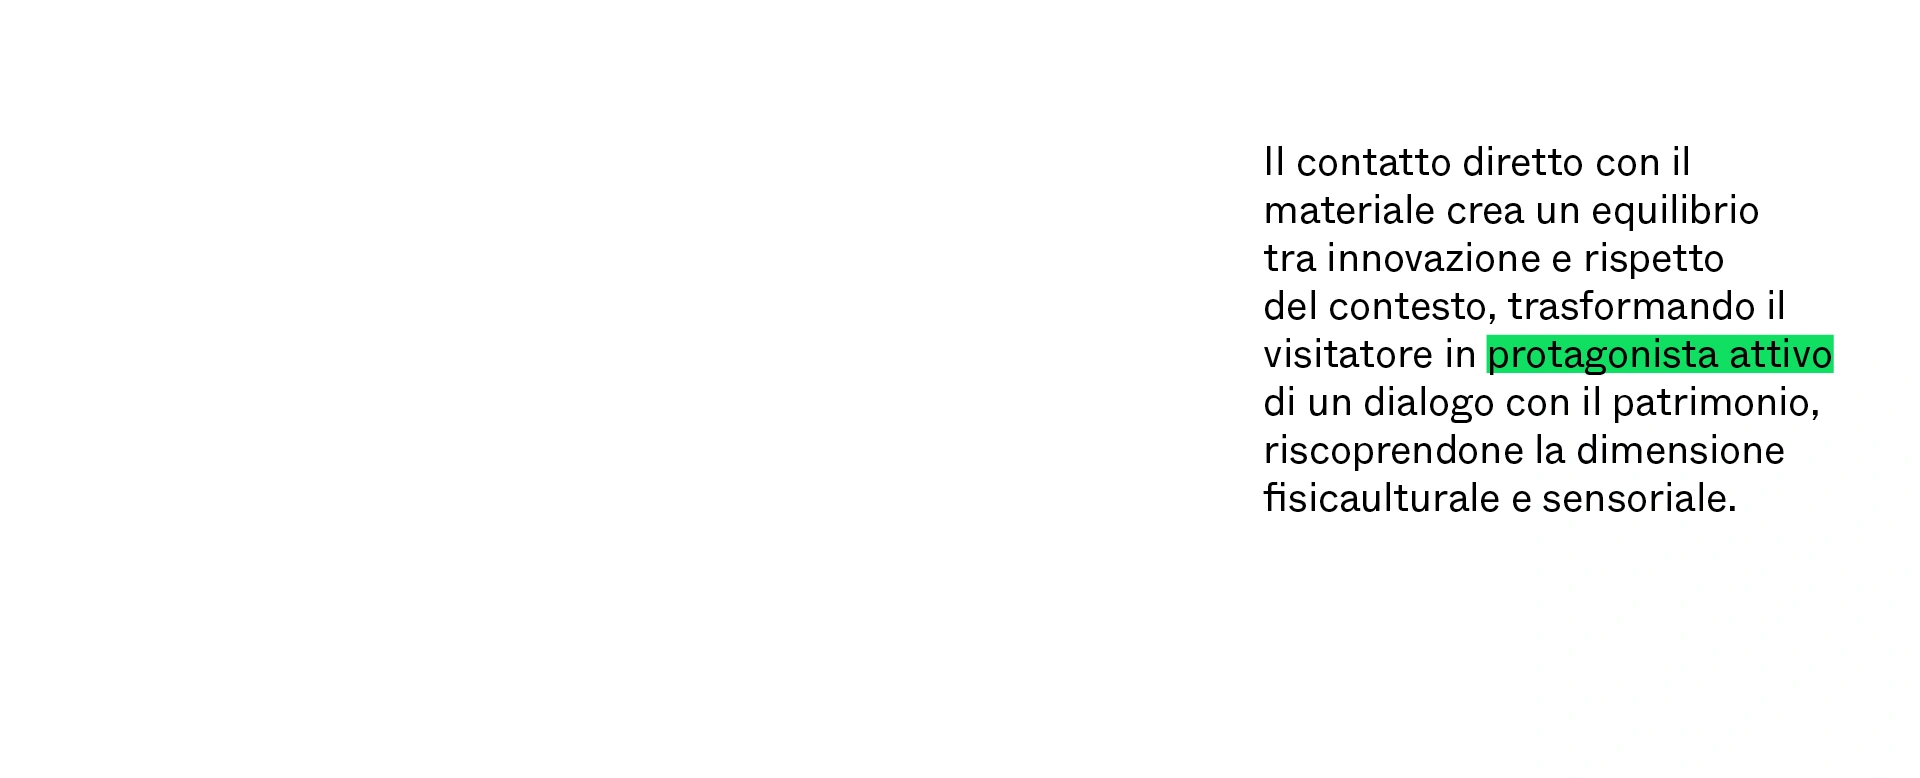 Il contatto diretto con il
materiale crea un equilibrio
tra innovazione e rispetto
del contesto, trasformando il
visitatore in protagonista attivo
di un dialogo con il patrimonio,
riscoprendone la dimensione
fisicaulturale e sensoriale.